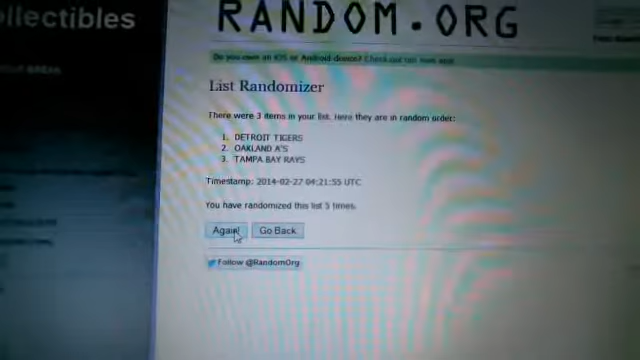 llectibles
RANDOM.ORG
Do you own an iOS or Android device? Check out our new app
List Randomizer
There were 3 items in your list. Here they are in random order:
1. DETROIT TIGERS
2. OAKLAND A'S
3. TAMPA BAY RAYS
Timestamp: 2014-02-27 04:21:55 UTC
You have randomized this list 5 times.
Again! Go Back
Follow @RandomOrg